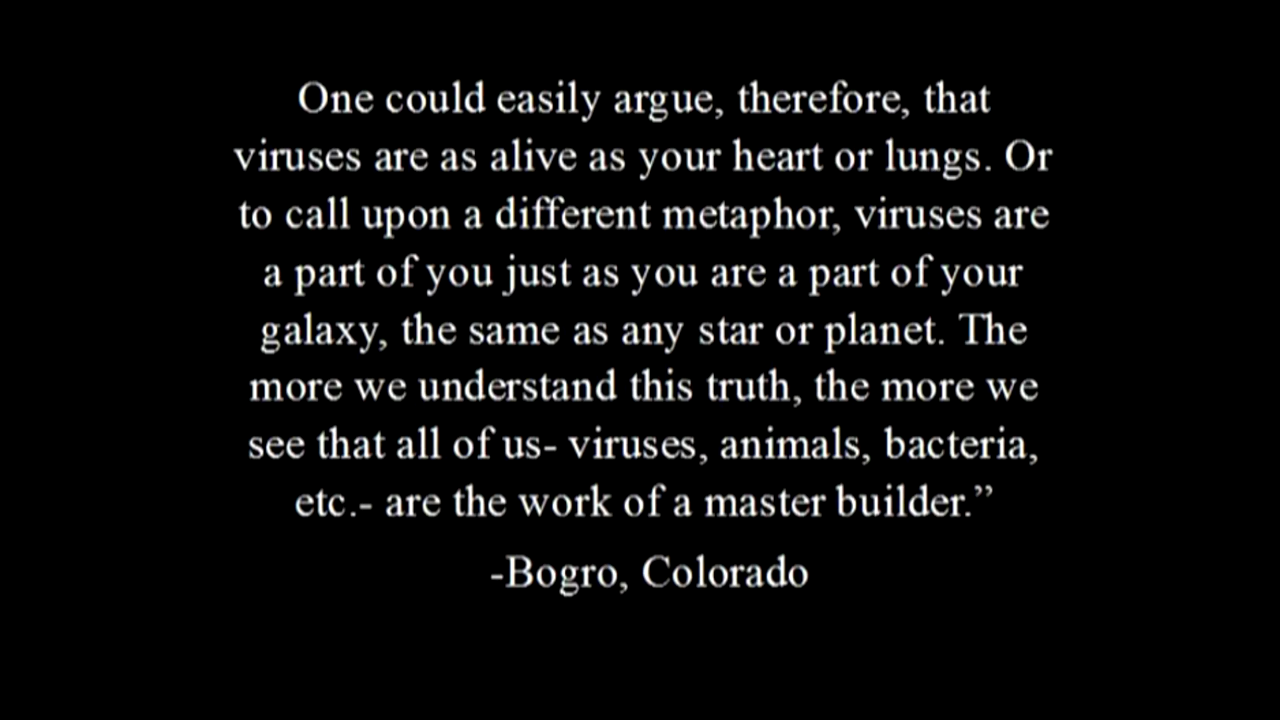 One could easily argue, therefore, that
viruses are as alive as your heart or lungs. Or
to call upon a different metaphor, viruses are
a part of you just as you are a part of your
galaxy, the same as any star or planet. The
more we understand this truth, the more we
see that all of us- viruses, animals, bacteria,
etc.- are the work of a master builder.”
-Bogro, Colorado